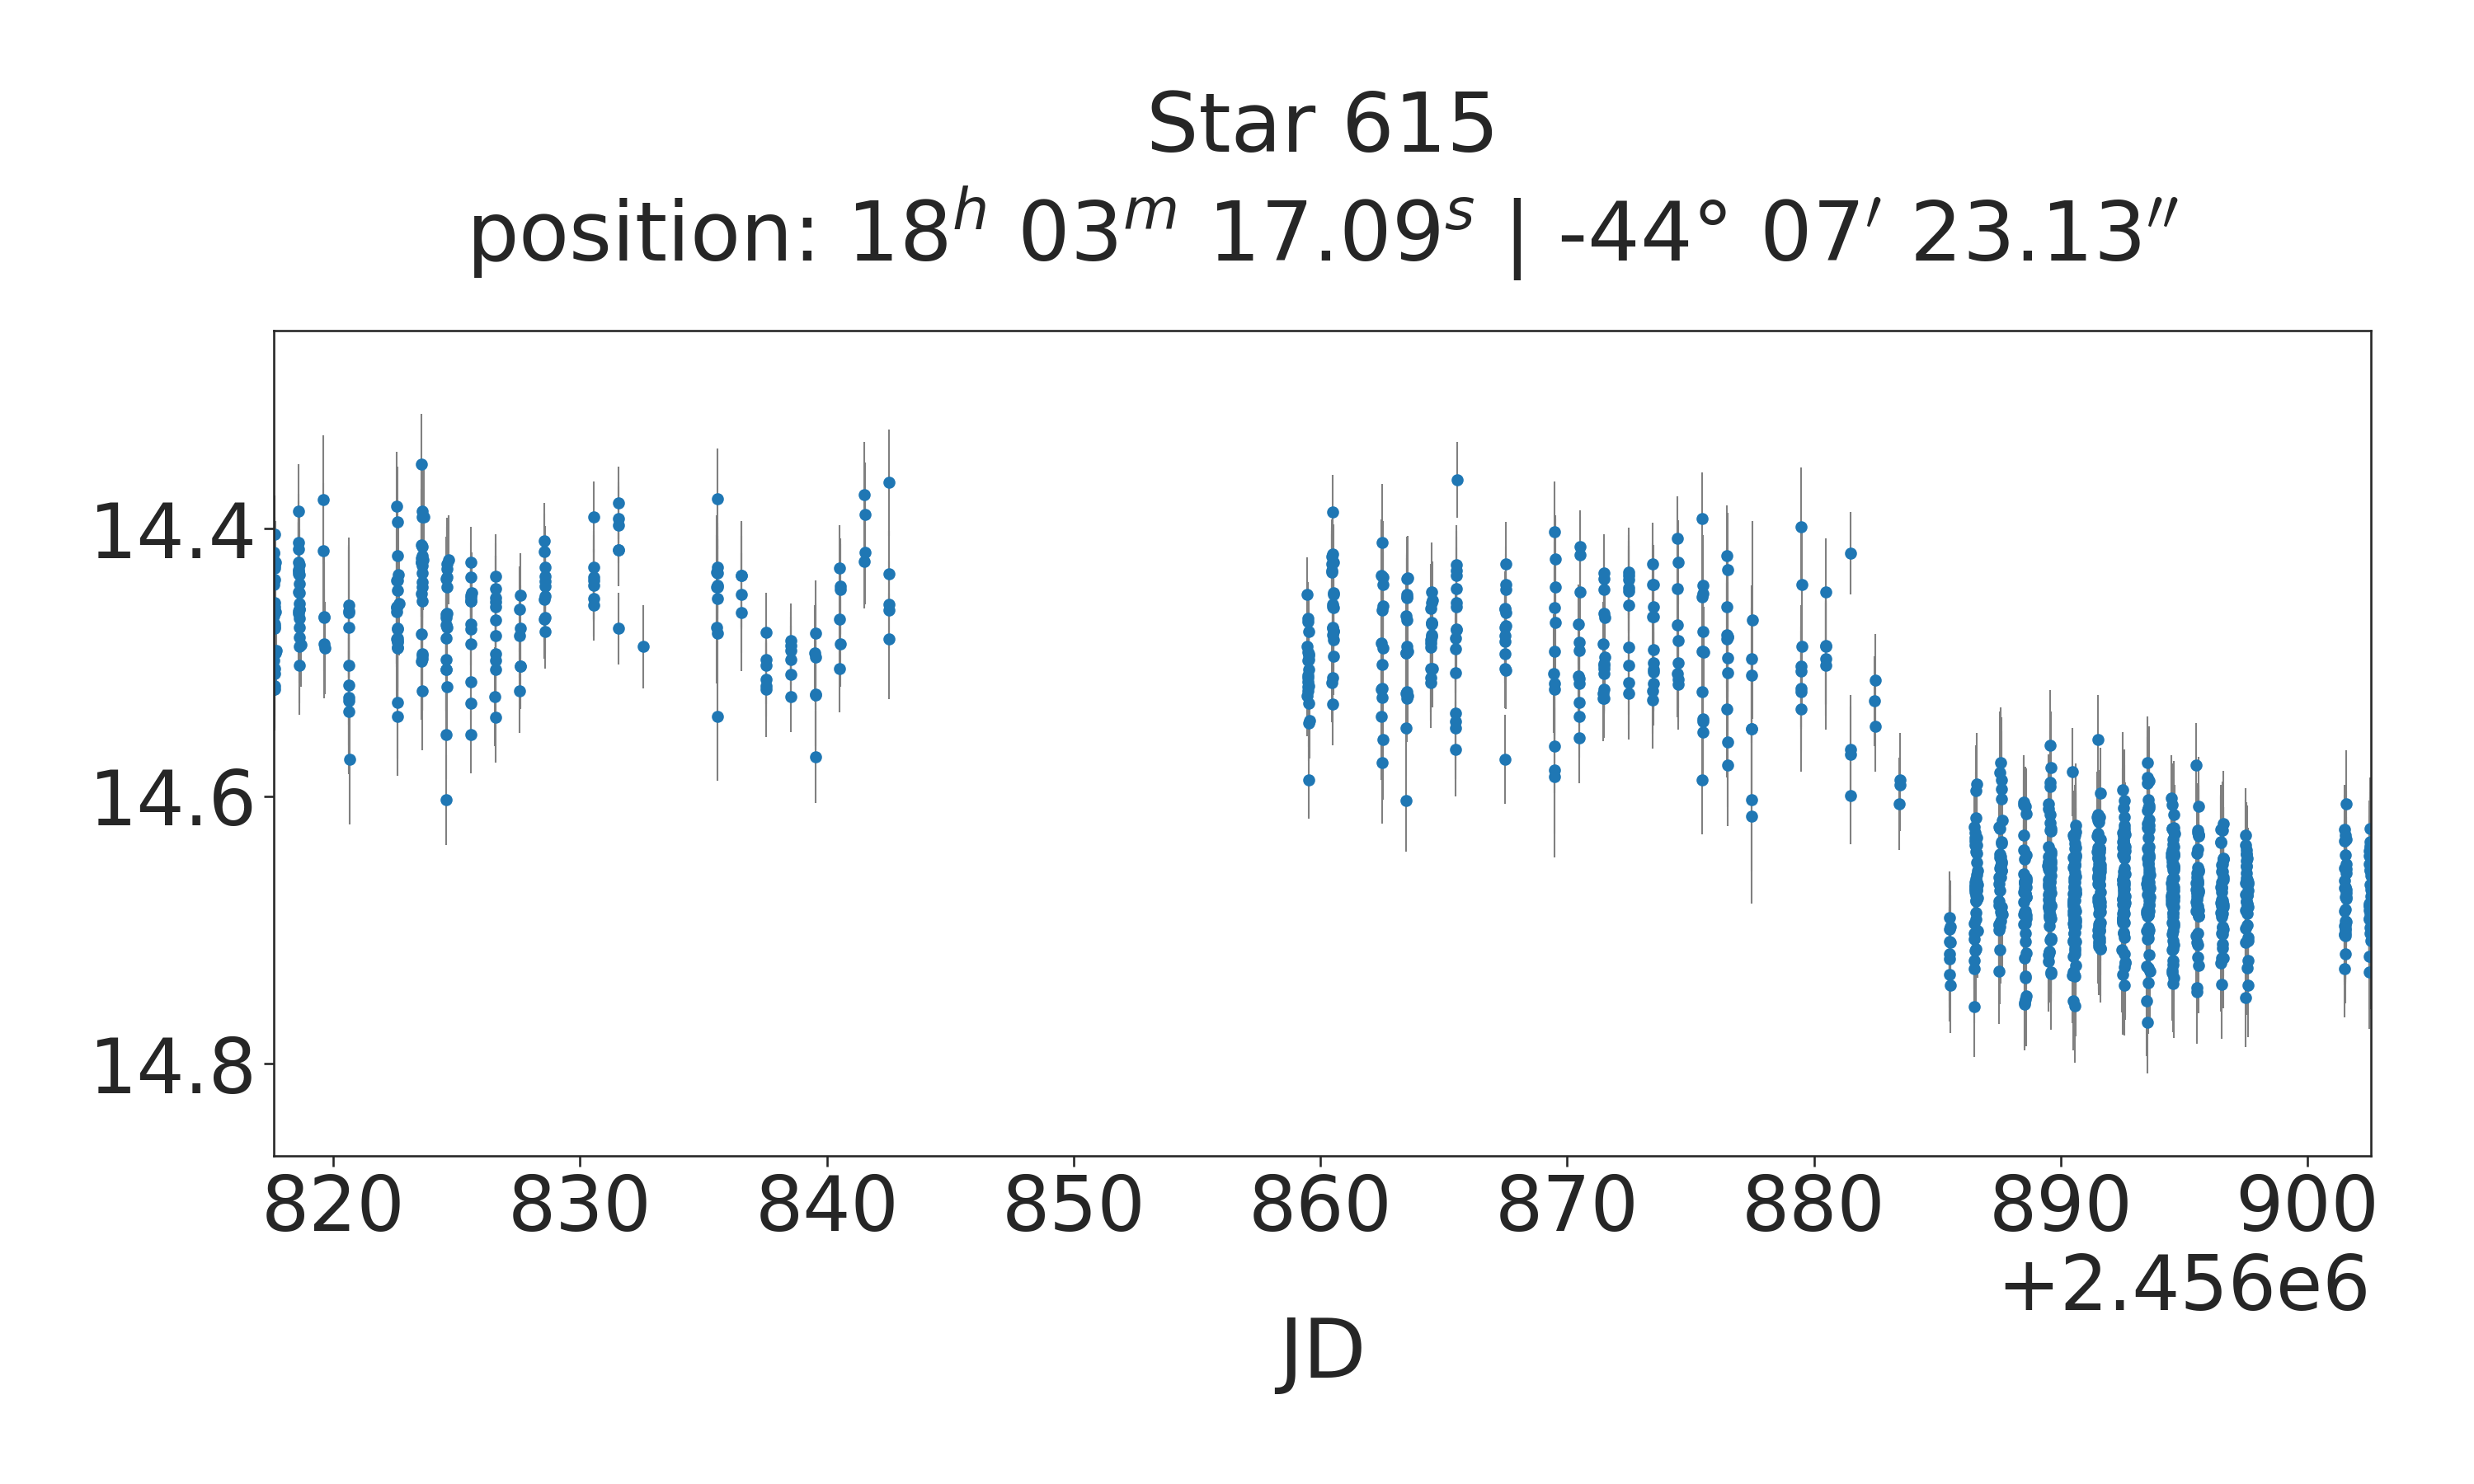 Star 615
position: 18h 03m 17.09s | -44° 07′ 23.13′′
14.4
14.6
14.8
820 830 840 850 860 870 880 890 900
+2.456e6
JD